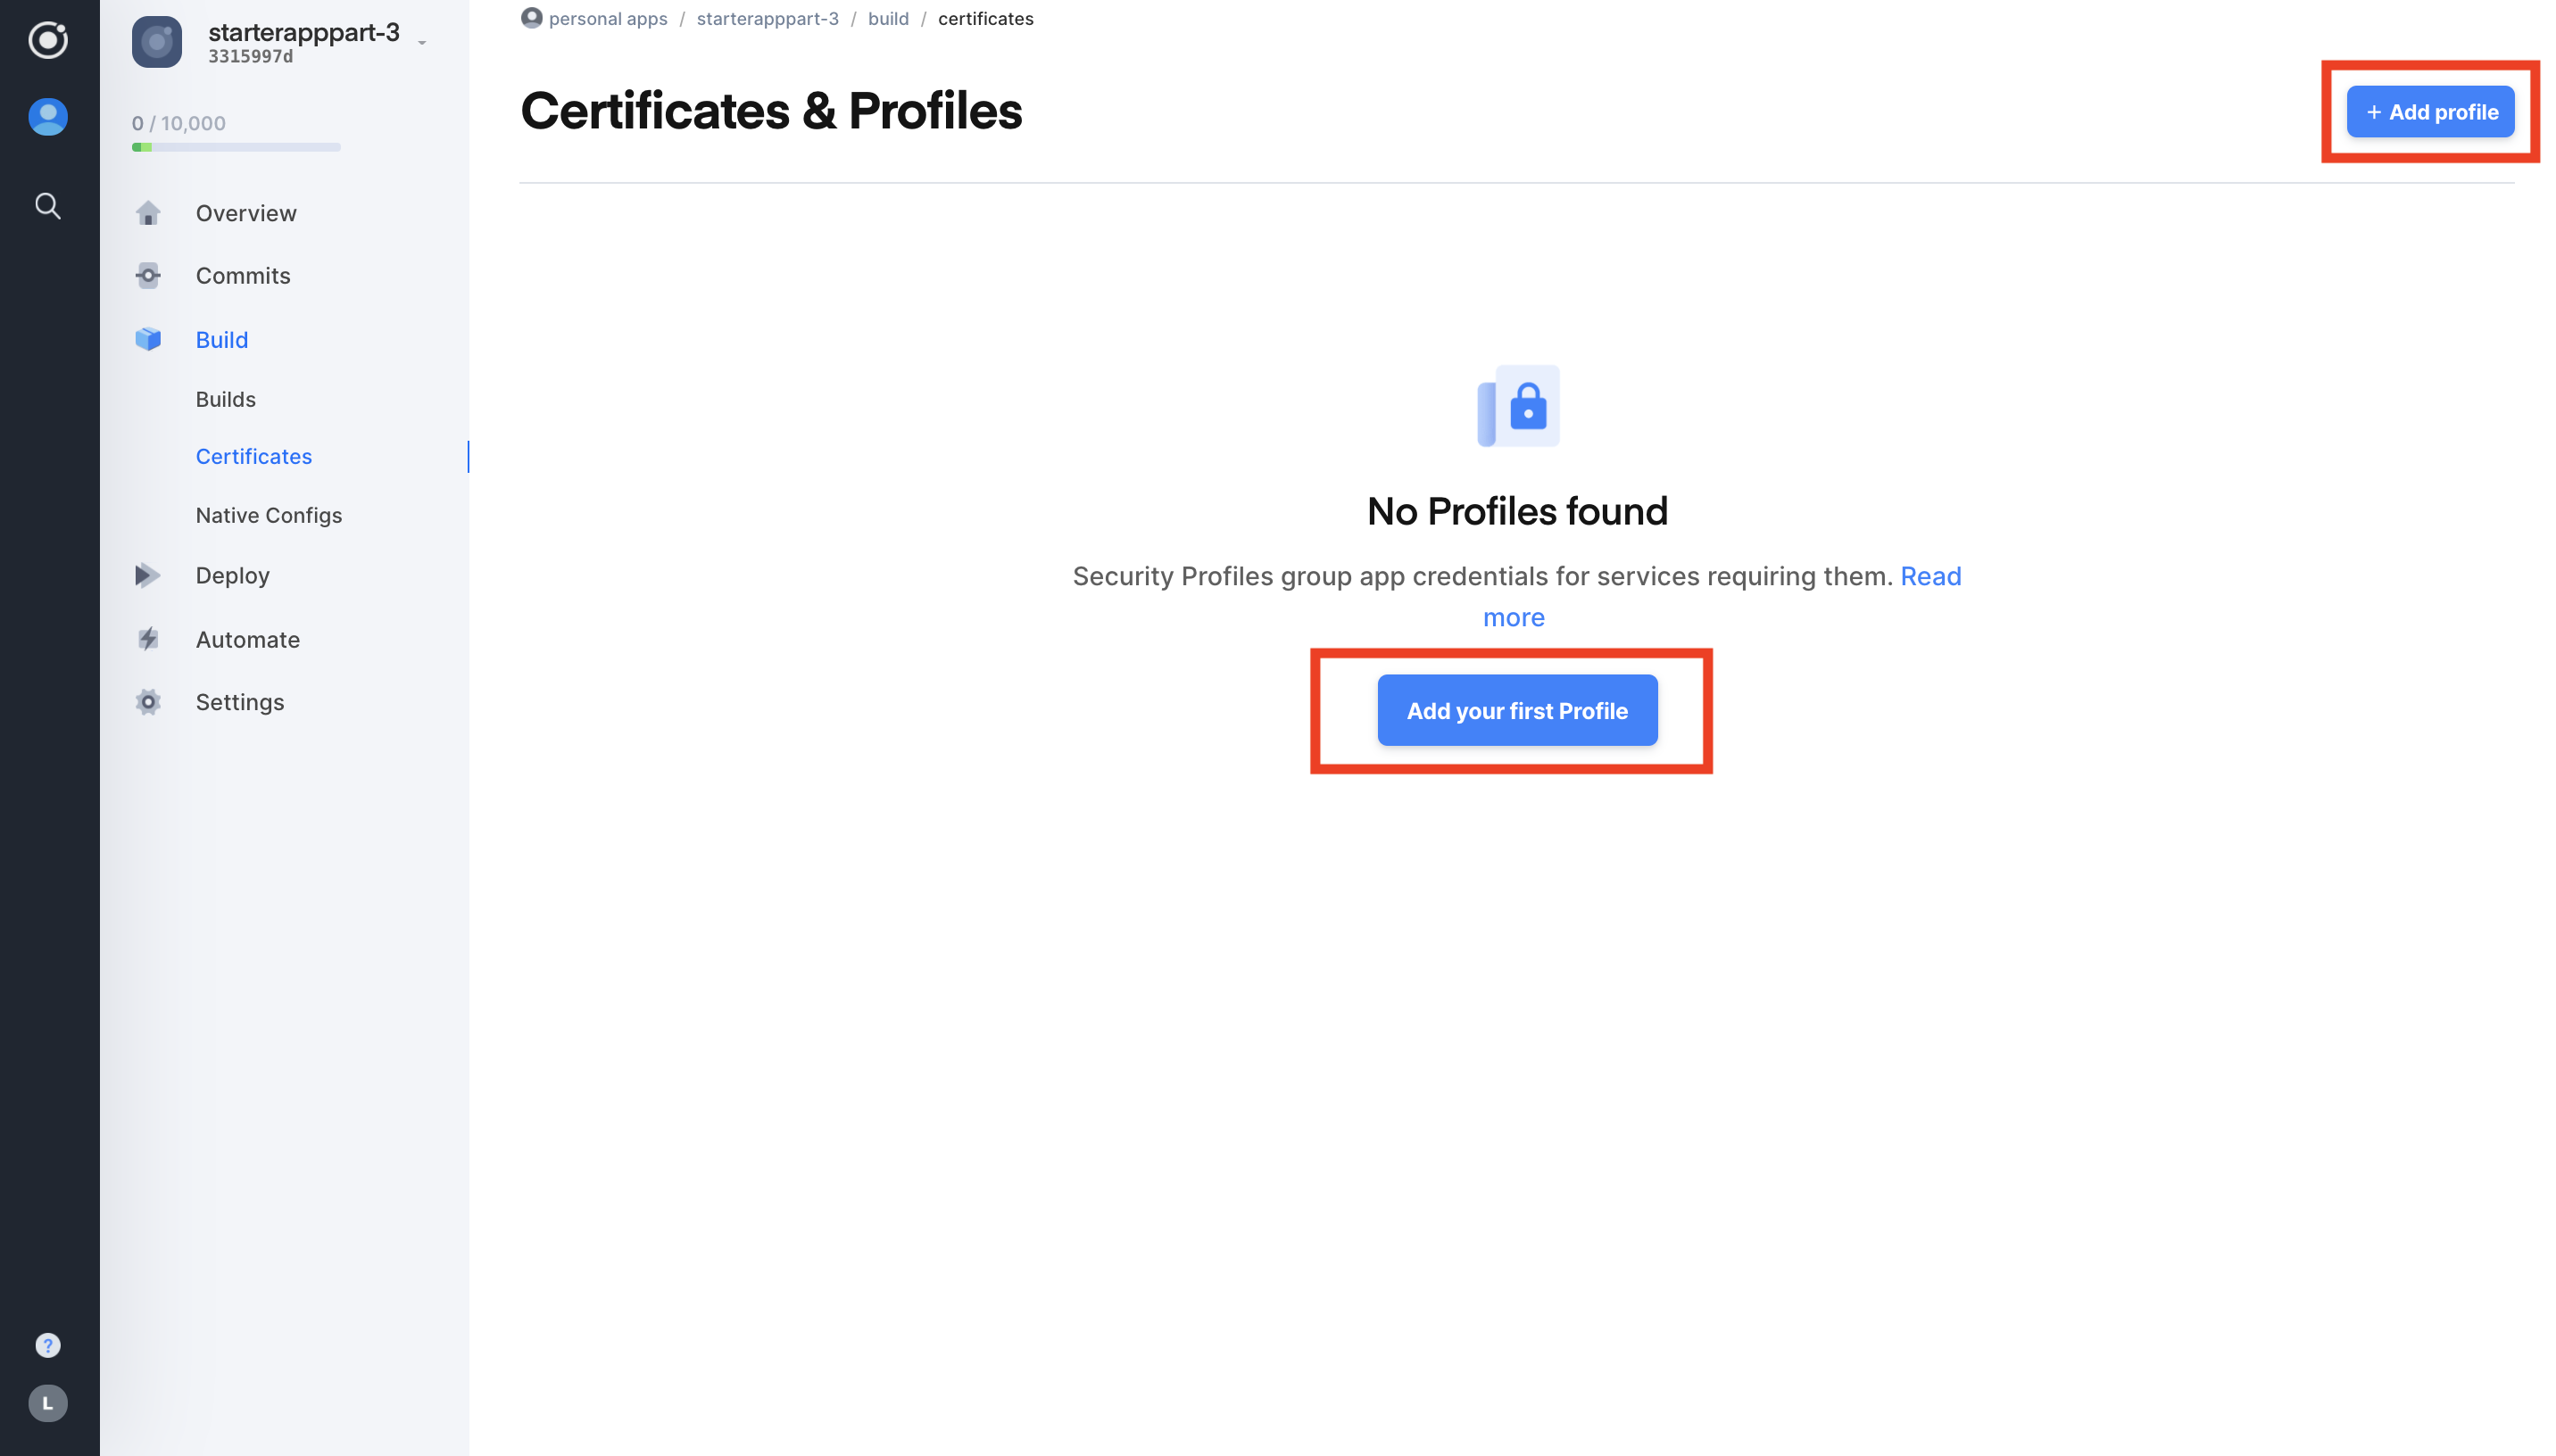 starterapppart-3
3315997d
0 / 10,000
Overview
Commits
Build
Builds
Certificates
Native Configs
Deploy
Automate
Settings
?
L
personal apps / starterapppart-3 / build / certificates
Certificates & Profiles
+ Add profile
No Profiles found
Security Profiles group app credentials for services requiring them. Read
more
Add your first Profile